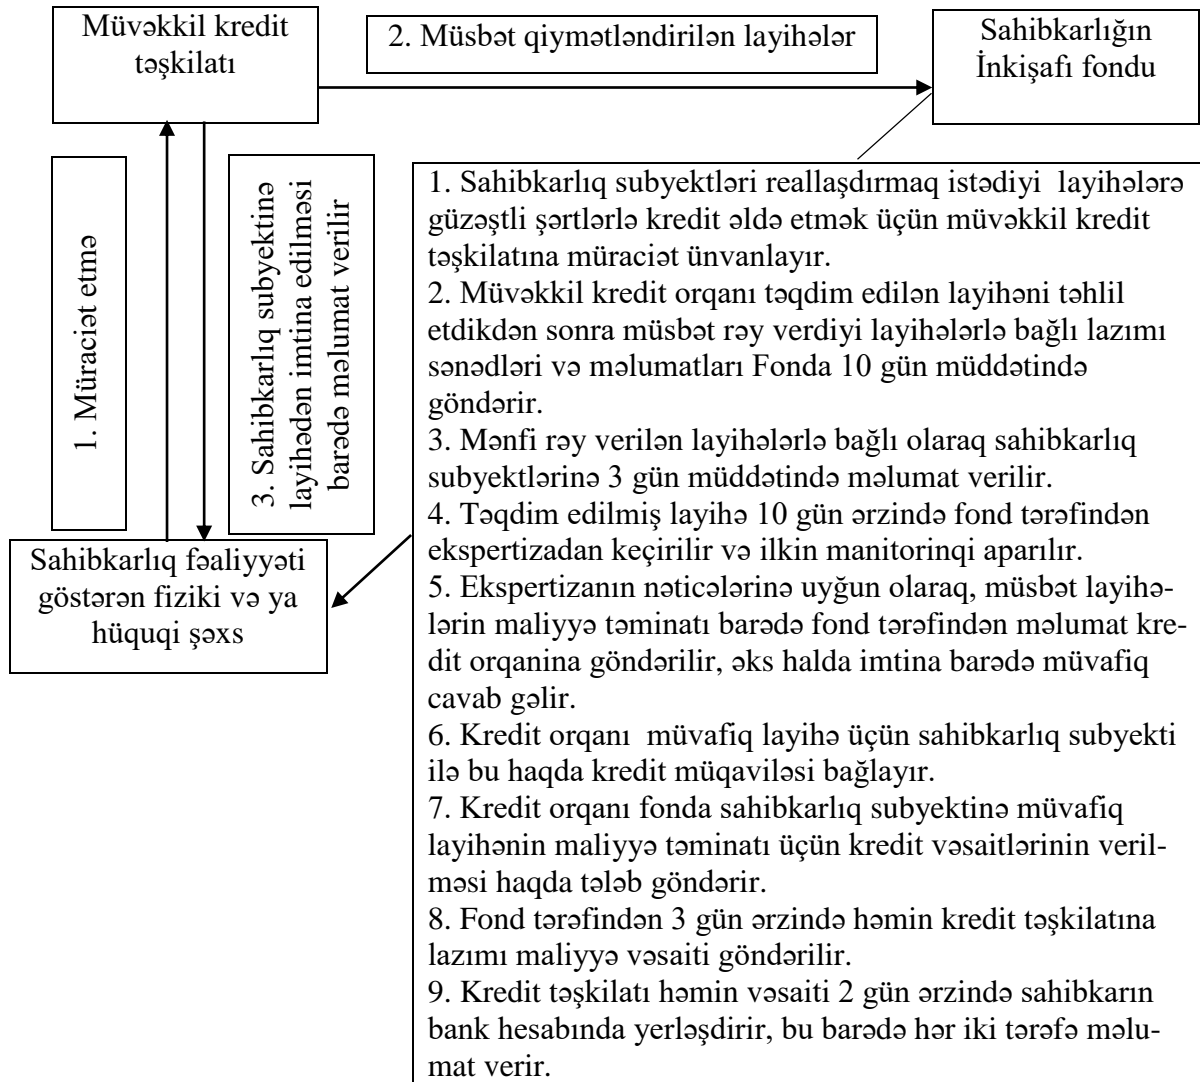 Müvəkkil kredit
təşkilatı
2. Müsbət qiymətləndirilən layihələr
Sahibkarlığın
İnkişafı fondu
1. Müraciət etmə
3. Sahibkarlıq subyektinə
layihədən imtina edilməsi
barədə məlumat verilir
Sahibkarlıq fəaliyyəti
göstərən fiziki və ya
hüquqi şəxs
1. Sahibkarlıq subyektləri reallaşdırmaq istədiyi layihələrə
güzəştli şərtlərlə kredit əldə etmək üçün müvəkkil kredit
təşkilatına müraciət ünvanlayır.
2. Müvəkkil kredit orqanı təqdim edilən layihəni təhlil
etdikdən sonra müsbət rəy verdiyi layihələrlə bağlı lazımı
sənədləri və məlumatları Fonda 10 gün müddətində
göndərir.
3. Mənfi rəy verilən layihələrlə bağlı olaraq sahibkarlıq
subyektlərinə 3 gün müddətində məlumat verilir.
4. Təqdim edilmiş layihə 10 gün ərzində fond tərəfindən
ekspertizadan keçirilir və ilkin manitorinqi aparılır.
5. Ekspertizanın nəticələrinə uyğun olaraq, müsbət layihə-
lərin maliyyə təminatı barədə fond tərəfindən məlumat kre-
dit orqanina göndərilir, əks halda imtina barədə müvafiq
cavab gəlir.
6. Kredit orqanı müvafiq layihə üçün sahibkarlıq subyekti
ilə bu haqda kredit müqaviləsi bağlayır.
7. Kredit orqanı fonda sahibkarlıq subyektinə müvafiq
layihənin maliyyə təminatı üçün kredit vəsaitlərinin veril-
məsi haqda tələb göndərir.
8. Fond tərəfindən 3 gün ərzində həmin kredit təşkilatına
lazımı maliyyə vəsaiti göndərilir.
9. Kredit təşkilatı həmin vəsaiti 2 gün ərzində sahibkarın
bank hesabında yerləşdirir, bu barədə hər iki tərəfə məlu-
mat verir.